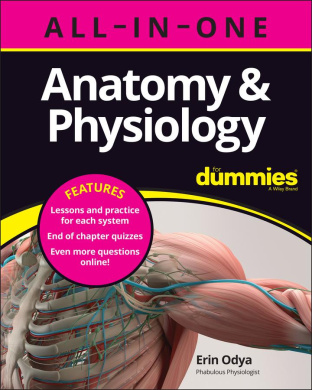 ALL-IN-ONE
Anatomy &
Physiology
for
dummies®
A Wiley Brand
FEATURES
Lessons and practice
for each system
End of chapter quizzes
Even more questions
online!
Erin Odya
Phabulous Physiologist